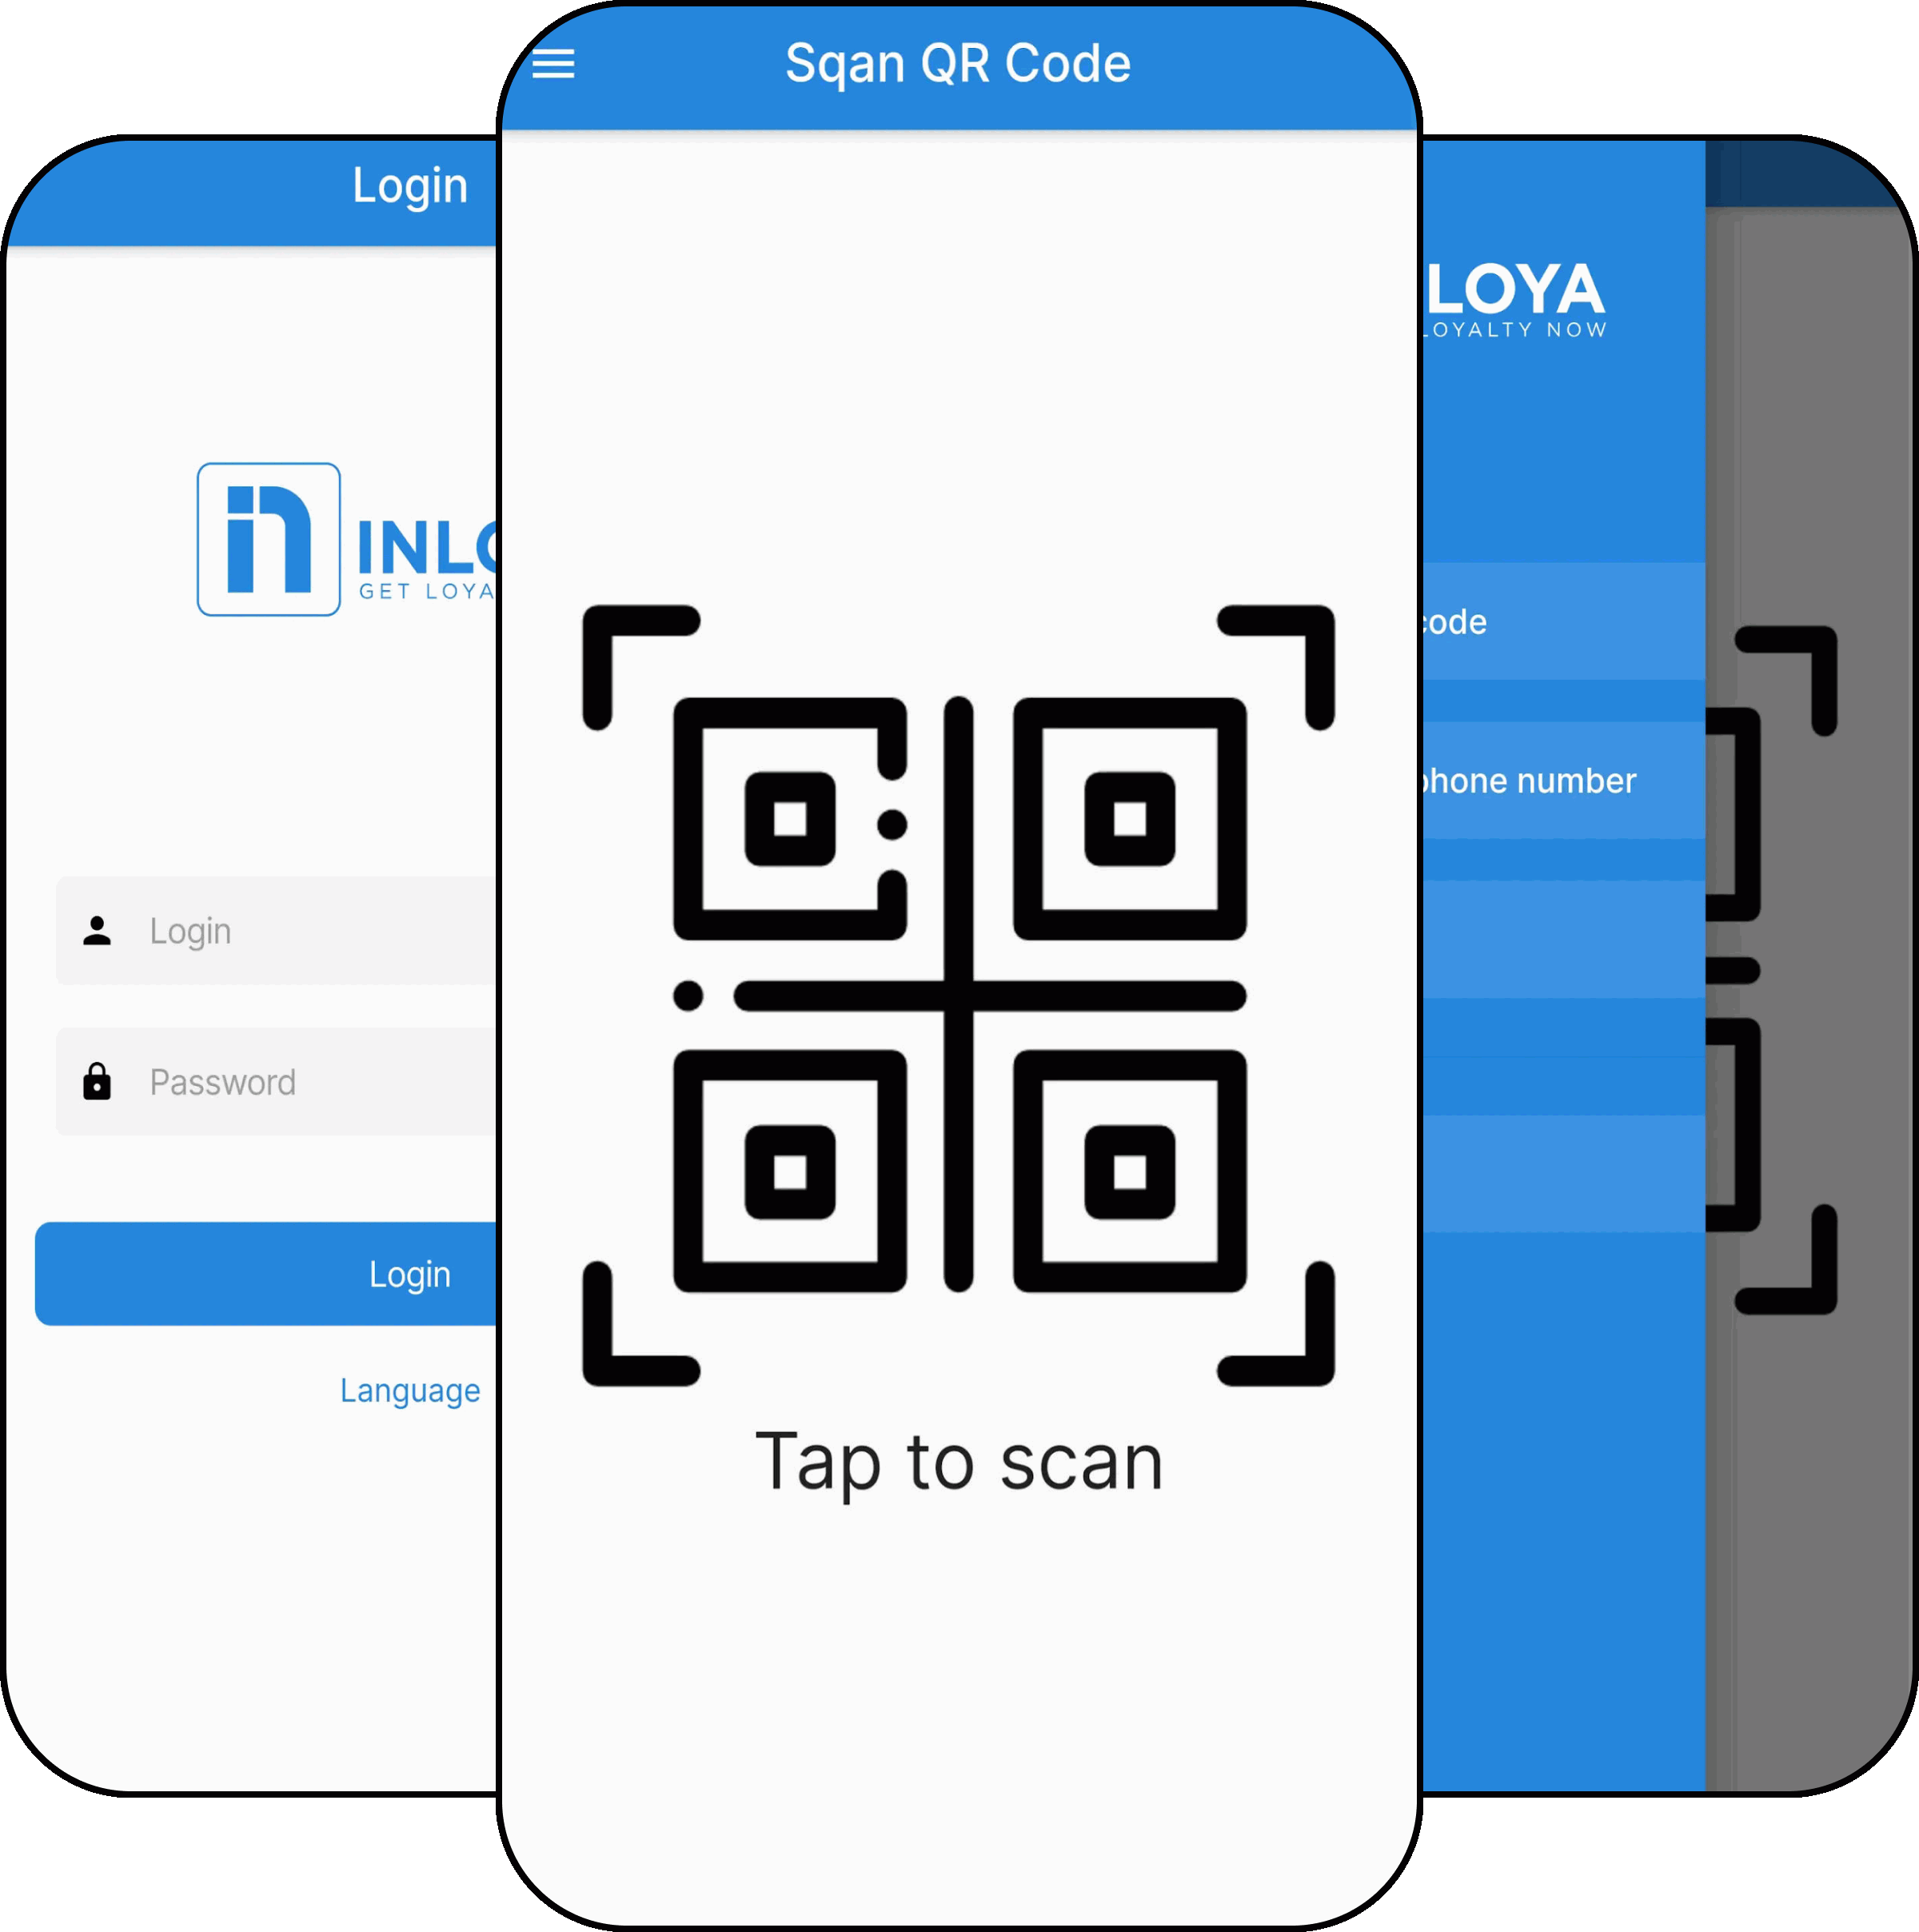 Sqan QR Code
Tap to scan
Login
in
INLO
GET LOYA
Login
Password
Login
Language
LOYA
LOYALTY NOW
code
phone number